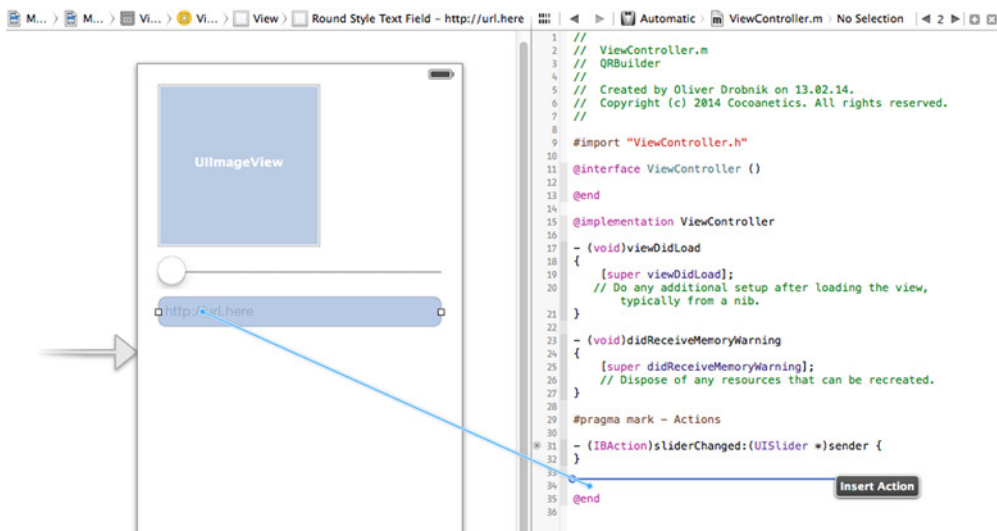 M... Vi... Vi... View Round Style Text Field – http://url.here Automatic ViewController.m No Selection 2
UIImageView
http://url.here
1 //
2 //  ViewController.m
3 //  QRBuilder
4 //
5 //  Created by Oliver Drobnik on 13.02.14.
6 //  Copyright (c) 2014 Cocoanetics. All rights reserved.
7 //
8
9 #import "ViewController.h"
10
11 @interface ViewController ()
12
13 @end
14
15 @implementation ViewController
16
17 - (void)viewDidLoad
18 {
19     [super viewDidLoad];
20    // Do any additional setup after loading the view,
typically from a nib.
21 }
22
23 - (void)didReceiveMemoryWarning
24 {
25     [super didReceiveMemoryWarning];
26     // Dispose of any resources that can be recreated.
27 }
28
29 #pragma mark - Actions
30
31 - (IBAction)sliderChanged:(UISlider *)sender {
32 }
33
34
Insert Action
35 @end
36